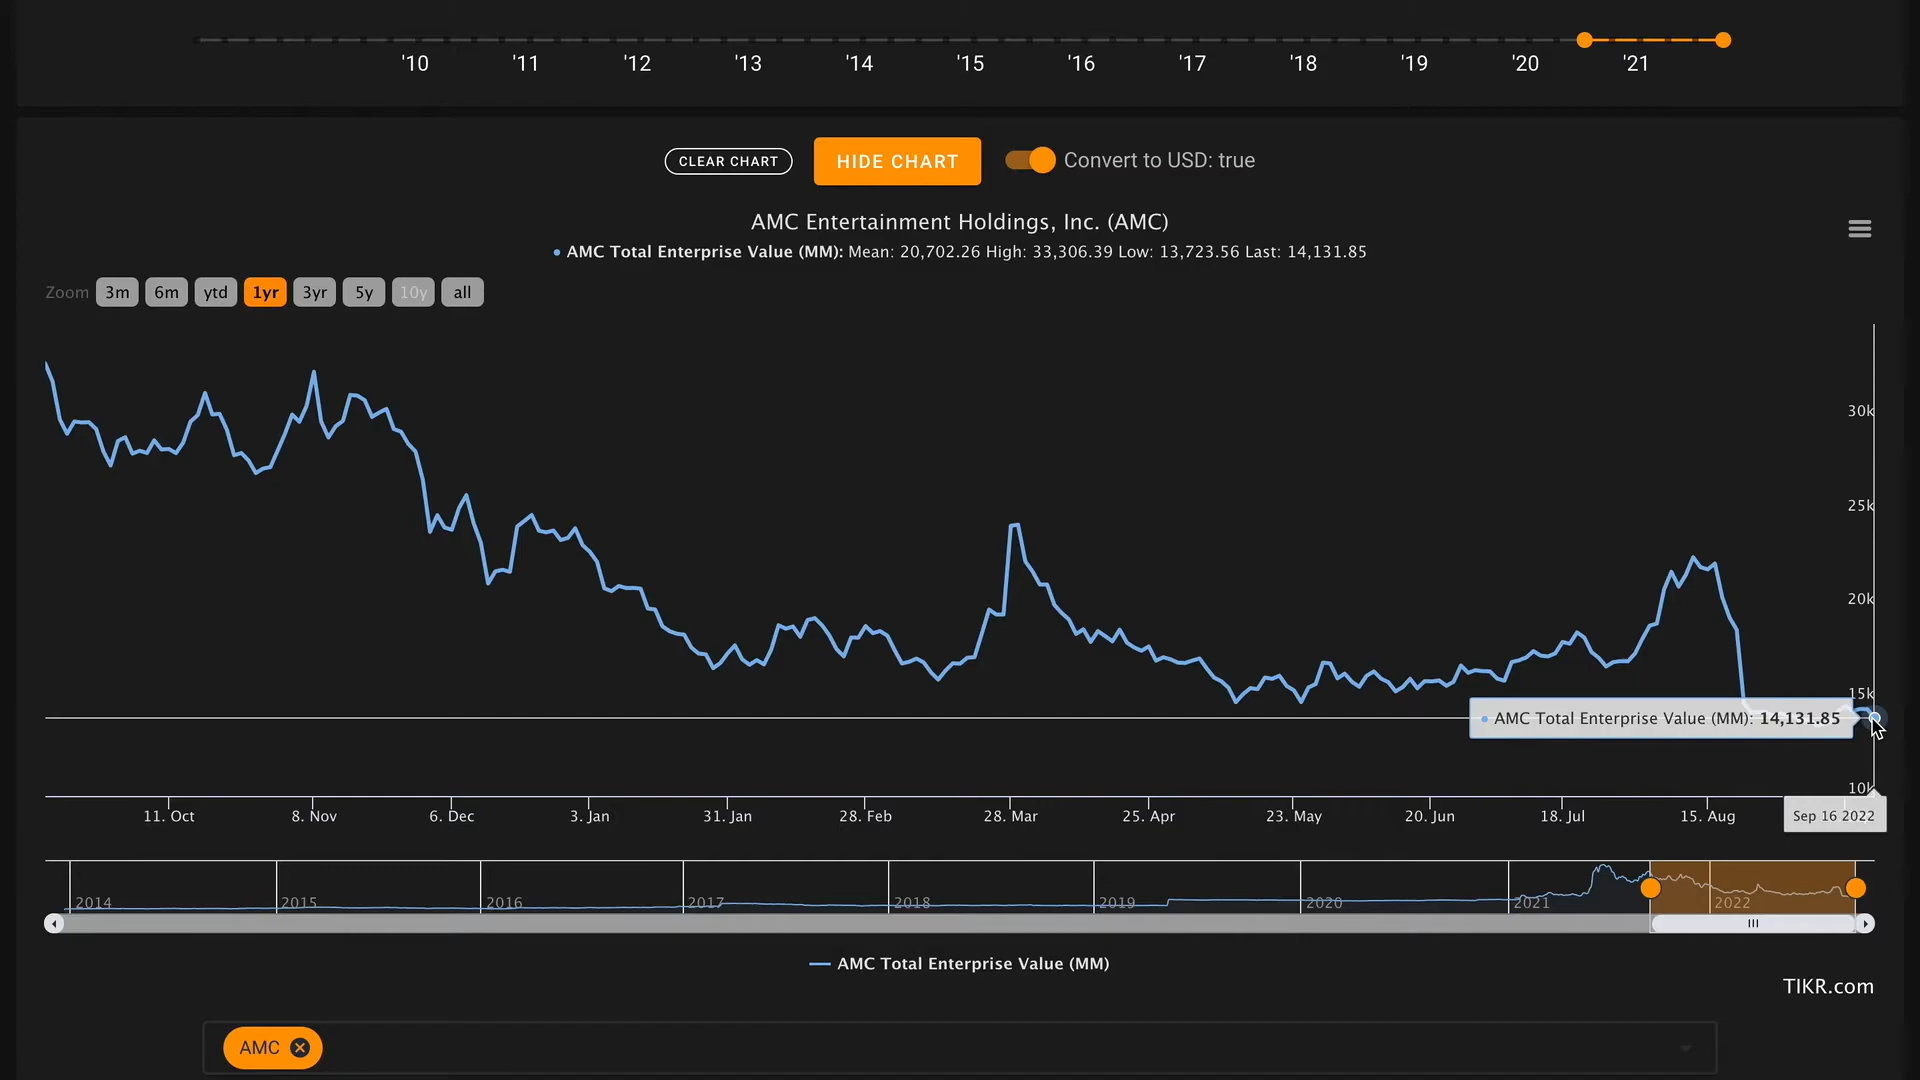 '10 '11 '12 '13 '14 '15 '16 '17 '18 '19 '20 '21
CLEAR CHART HIDE CHART Convert to USD: true
AMC Entertainment Holdings, Inc. (AMC)
AMC Total Enterprise Value (MM): Mean: 20,702.26 High: 33,306.39 Low: 13,723.56 Last: 14,131.85
Zoom 3m 6m ytd 1yr 3yr 5y 10y all
30k
25k
20k
15k
AMC Total Enterprise Value (MM): 14,131.85
10k
11. Oct 8. Nov 6. Dec 3. Jan 31. Jan 28. Feb 28. Mar 25. Apr 23. May 20. Jun 18. Jul 15. Aug Sep 16 2022
2014 2015 2016 2017 2018 2019 2020 2021 2022
AMC Total Enterprise Value (MM)
TIKR.com
AMC